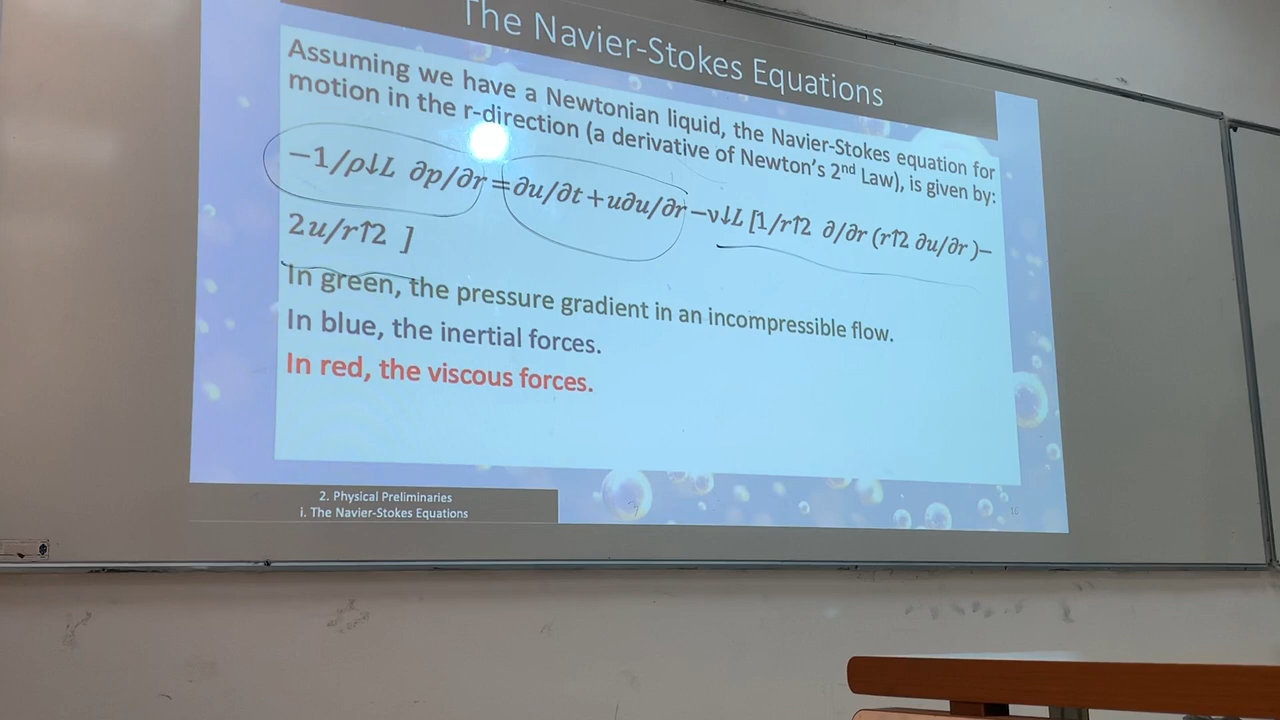 The Navier-Stokes Equations
Assuming we have a Newtonian liquid, the Navier-Stokes equation for
motion in the r-direction (a derivative of Newton's 2nd Law), is given by:
−1/ρ↓L ∂p/∂r=∂u/∂t+u∂u/∂r−ν↓L [1/r↑2 ∂/∂r (r↑2 ∂u/∂r)−
2u/r↑2 ]
In green, the pressure gradient in an incompressible flow.
In blue, the inertial forces.
In red, the viscous forces.
2. Physical Preliminaries
i. The Navier-Stokes Equations
16